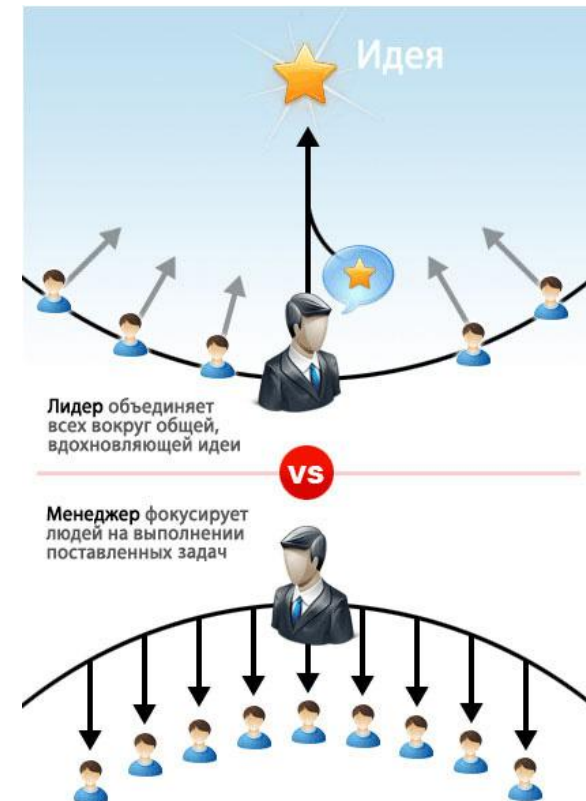 Идея
Лидер объединяет
всех вокруг общей,
вдохновляющей идеи
vs
Менеджер фокусирует
людей на выполнении
поставленных задач